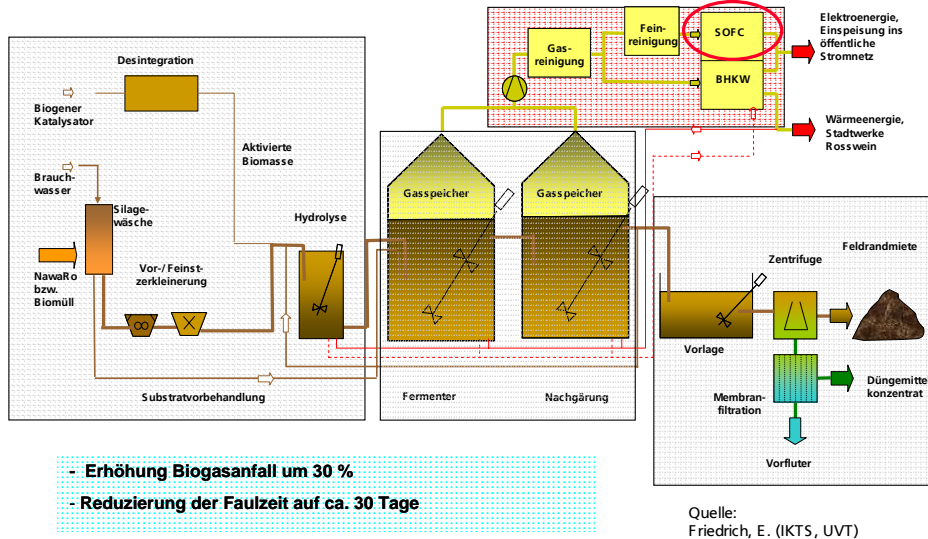 Desintegration
Biogener
Katalysator
Aktivierte
Biomasse
Brauch-
wasser
Silage-
wäsche
Hydrolyse
NawaRo
bzw.
Biomüll
Vor-/ Feinst-
zerkleinerung
Substratvorbehandlung
Gas-
reinigung
Fein-
reinigung
SOFC
BHKW
Elektroenergie,
Einspeisung ins
öffentliche
Stromnetz
Wärmeenergie,
Stadtwerke
Rosswein
Gasspeicher
Gasspeicher
Fermenter
Nachgärung
Zentrifuge
Feldrandmiete
Vorlage
Membran-
filtration
Düngemittel
konzentrat
Vorfluter
- Erhöhung Biogasanfall um 30 %
- Reduzierung der Faulzeit auf ca. 30 Tage
Quelle:
Friedrich, E. (IKTS, UVT)